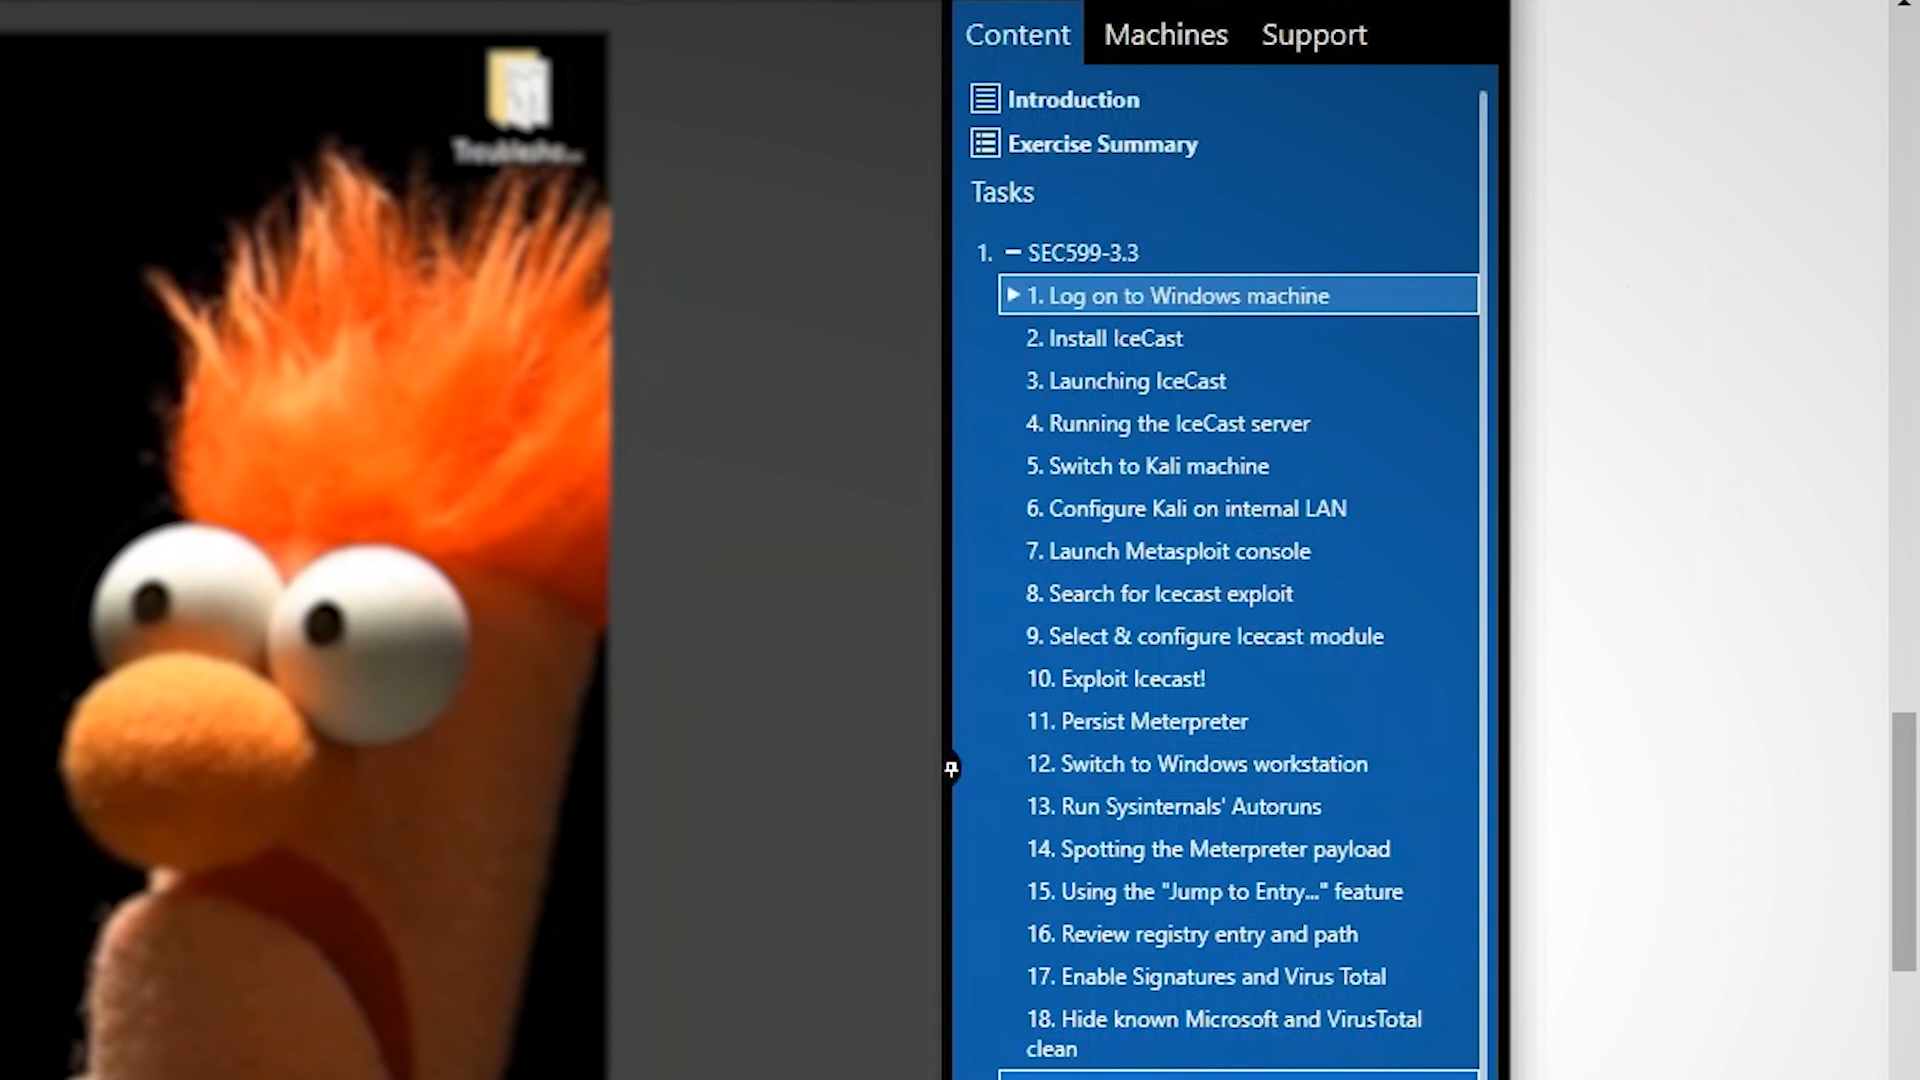 Content Machines Support
Introduction
Exercise Summary
Tasks
1. – SEC599-3.3
1. Log on to Windows machine
2. Install IceCast
3. Launching IceCast
4. Running the IceCast server
5. Switch to Kali machine
6. Configure Kali on internal LAN
7. Launch Metasploit console
8. Search for Icecast exploit
9. Select & configure Icecast module
10. Exploit Icecast!
11. Persist Meterpreter
12. Switch to Windows workstation
13. Run Sysinternals' Autoruns
14. Spotting the Meterpreter payload
15. Using the "Jump to Entry..." feature
16. Review registry entry and path
17. Enable Signatures and Virus Total
18. Hide known Microsoft and VirusTotal
clean